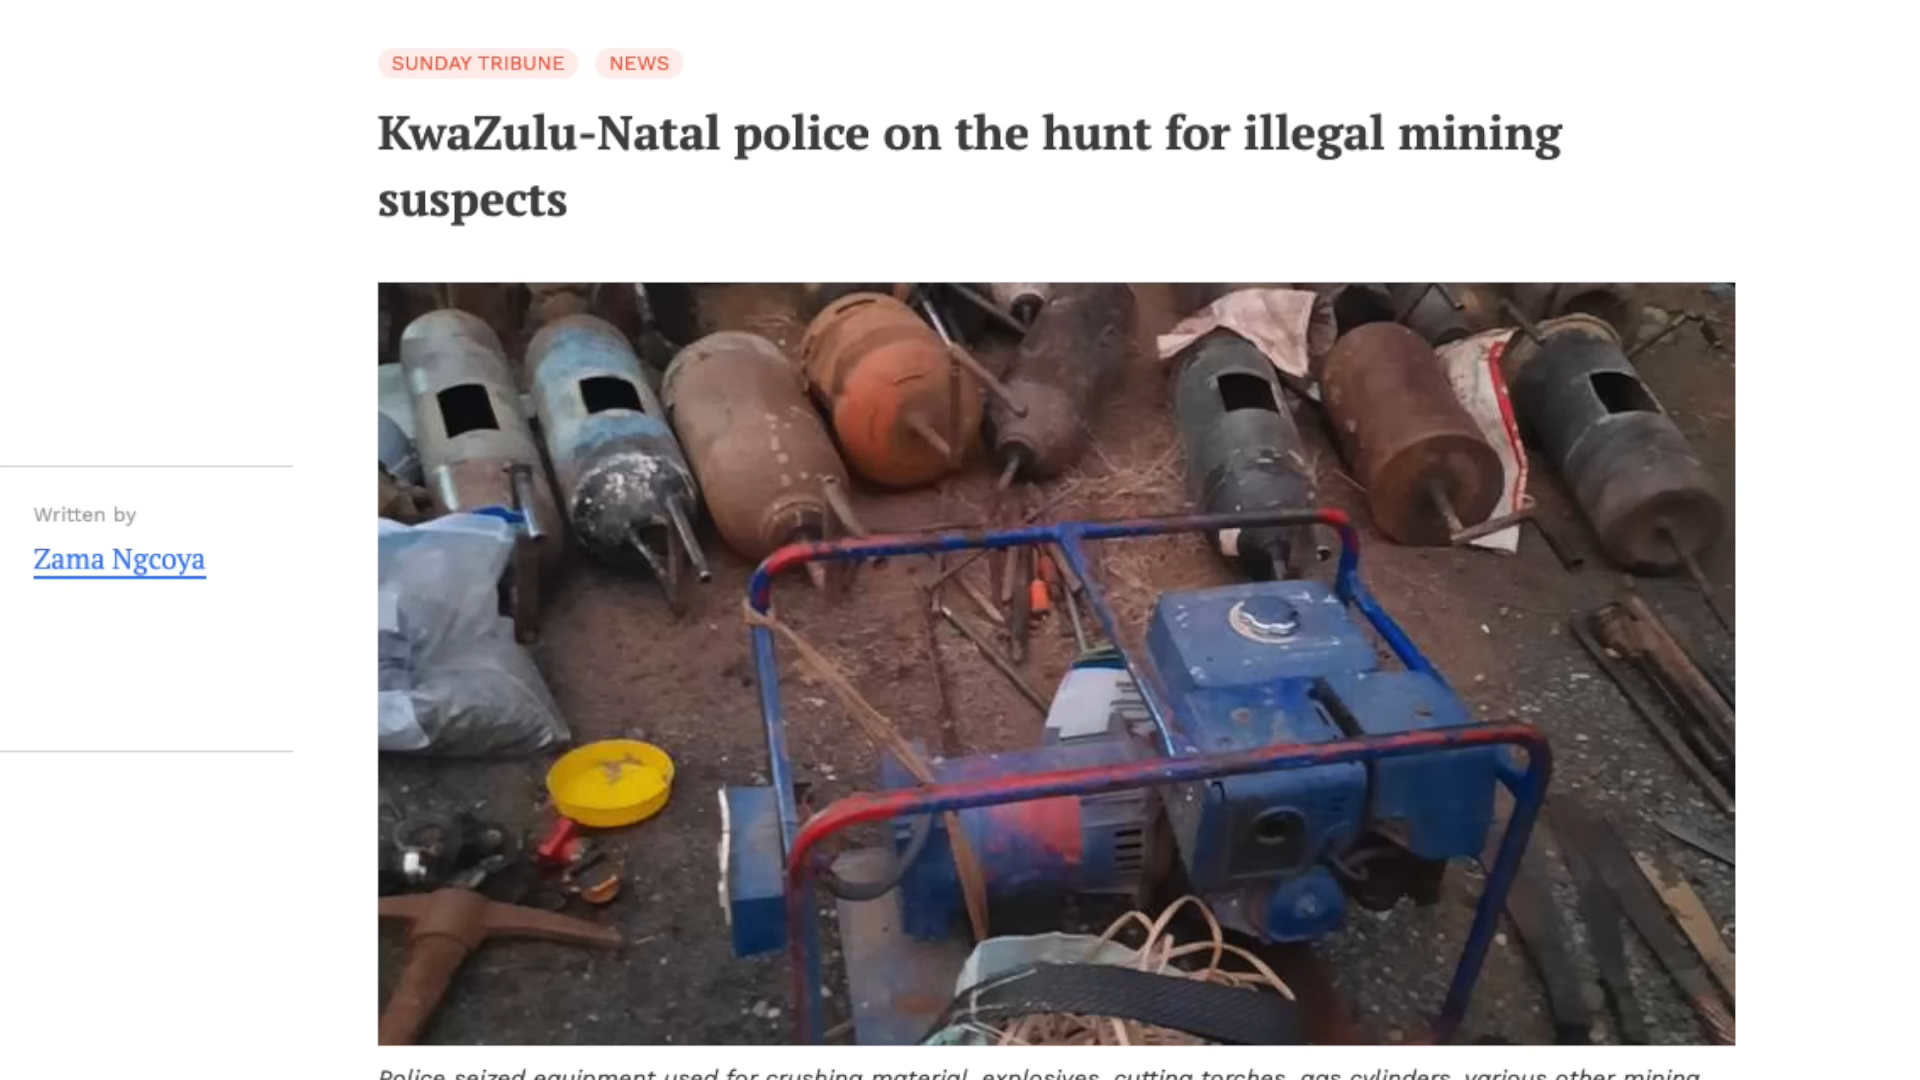 SUNDAY TRIBUNE NEWS
KwaZulu-Natal police on the hunt for illegal mining
suspects
Written by
Zama Ngcoya
Police seized equipment used for crushing material, explosives, cutting torches, gas cylinders, various other mining